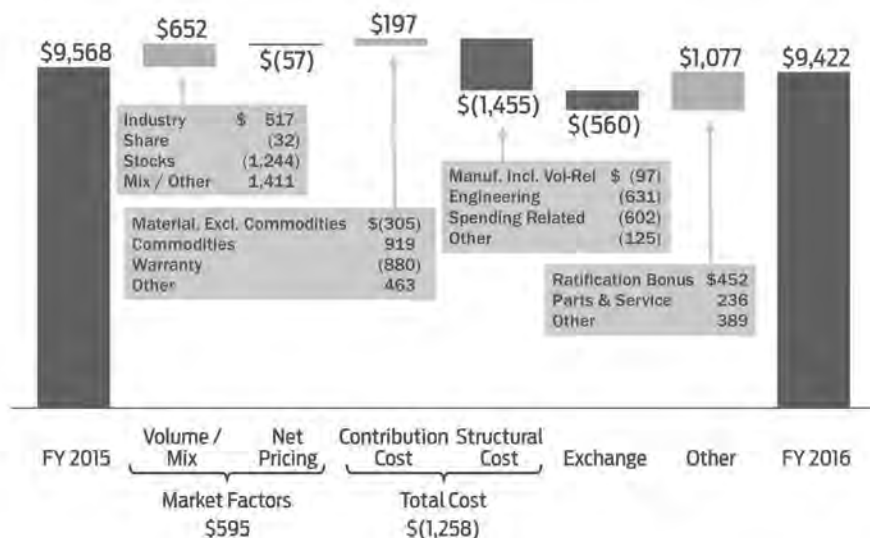 $9,568
$652
$(57)
$197
$(1,455)
$(560)
$1,077
$9,422
Industry $ 517
Share (32)
Stocks (1,244)
Mix / Other 1,411
Material, Excl. Commodities $(305)
Commodities 919
Warranty (880)
Other 463
Manuf. Incl. Vol-Rel $ (97)
Engineering (631)
Spending Related (602)
Other (125)
Ratification Bonus $452
Parts & Service 236
Other 389
FY 2015
Volume /
Mix
Net
Pricing
Contribution
Cost
Structural
Cost
Exchange
Other
FY 2016
Market Factors
$595
Total Cost
$(1,258)